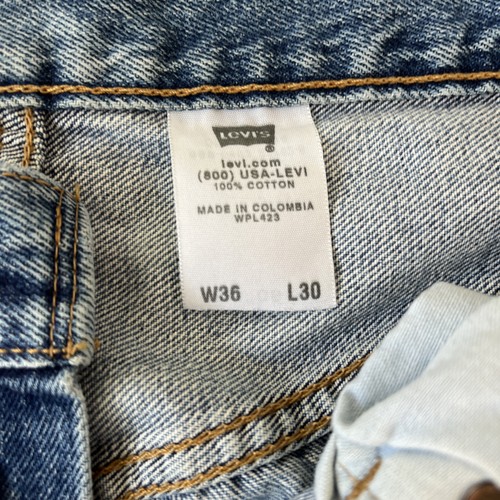 LEVI'S
®
levi.com
(800) USA-LEVI
100% COTTON
MADE IN COLOMBIA
WPL423
W36 L30